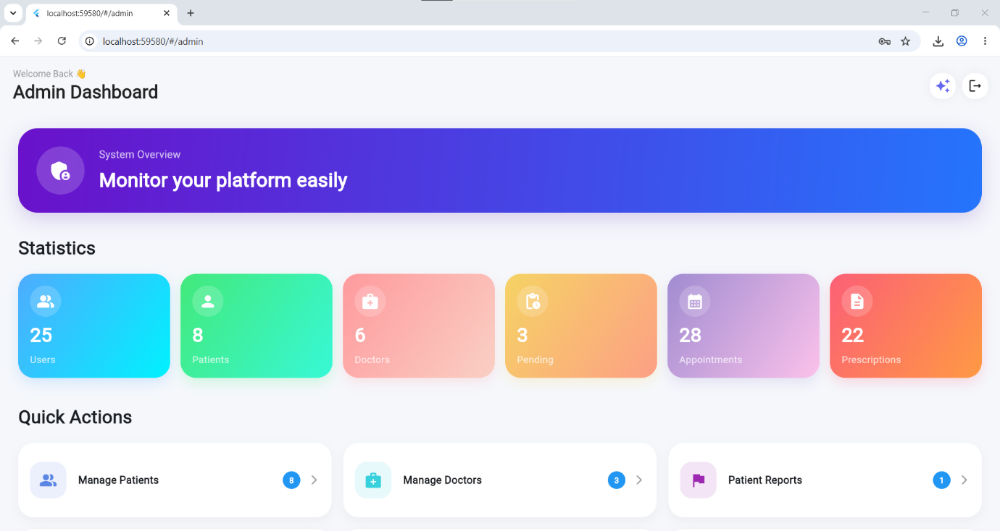 localhost:59580/#/admin
localhost:59580/#/admin
Welcome Back 👋
Admin Dashboard
System Overview
Monitor your platform easily
Statistics
25
Users
8
Patients
6
Doctors
3
Pending
28
Appointments
22
Prescriptions
Quick Actions
Manage Patients 8
Manage Doctors 3
Patient Reports 1